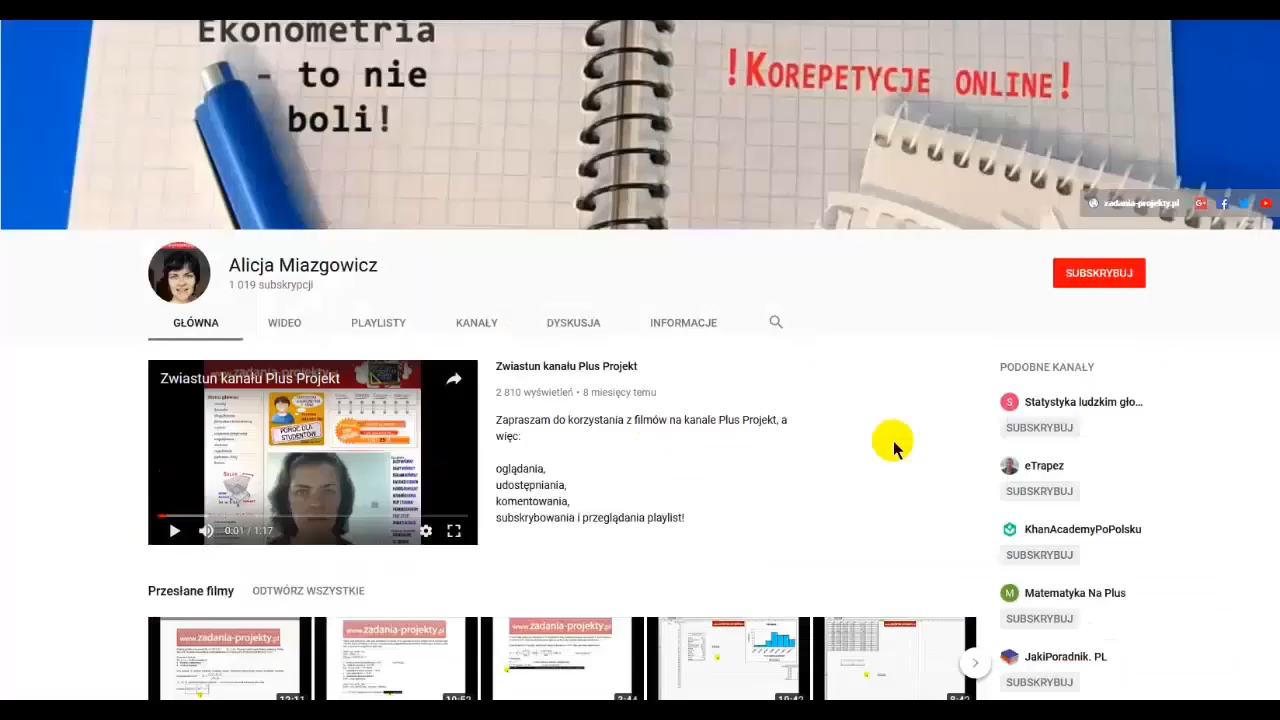 Ekonometria
- to nie
boli!
!Korepetycje online!
zadania-projekty.pl
Alicja Miazgowicz
1 019 subskrypcji
SUBSKRYBUJ
GŁÓWNA
WIDEO
PLAYLISTY
KANAŁY
DYSKUSJA
INFORMACJE
Zwiastun kanału Plus Projekt
POMOC DLA
STUDENTÓW
0:01 / 1:17
Zwiastun kanału Plus Projekt
2 810 wyświetleń • 8 miesięcy temu
Zapraszam do korzystania z filmów na kanale Plus Projekt, a
więc:
oglądania,
udostępniania,
komentowania,
subskrybowania i przeglądania playlist!
PODOBNE KANAŁY
Statystyka ludzkim gło...
SUBSKRYBUJ
eTrapez
SUBSKRYBUJ
KhanAcademyPoPolsku
SUBSKRYBUJ
Matematyka Na Plus
SUBSKRYBUJ
JakiPoradnik. PL
SUBSKRYBUJ
Przesłane filmy
ODTWÓRZ WSZYSTKIE
www.zadania-projekty.pl
www.zadania-projekty.pl
www.zadania-projekty.pl